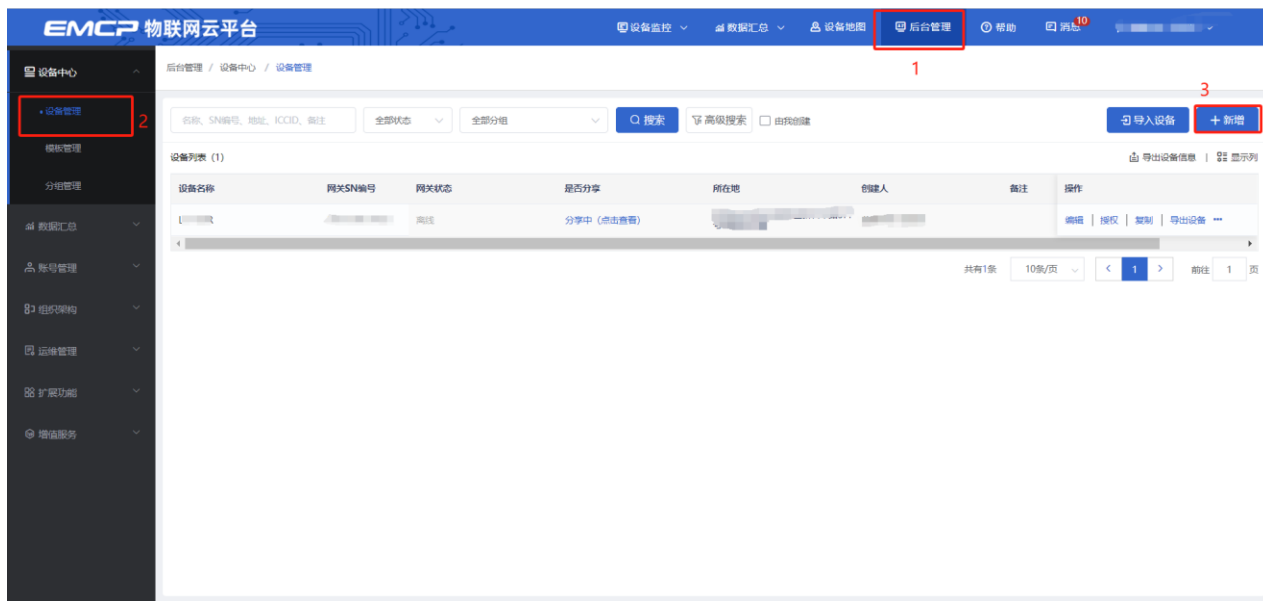 EMCP 物联网云平台 设备监控 数据汇总 设备地图 后台管理 帮助 消息 10
1
设备中心
后台管理 / 设备中心 / 设备管理
设备管理 2
3
名称、SN编号、地址、ICCID、备注 全部状态 全部分组 搜索 高级搜索 由我创建 导入设备 +新增
模板管理
设备列表 (1) 导出设备信息 | 显示列
分组管理
设备名称 网关SN编号 网关状态 是否分享 所在地 创建人 备注 操作
数据汇总
离线 分享中 (点击查看) 编辑 | 授权 | 复制 | 导出设备 •••
账号管理
共有1条 10条/页 < 1 > 前往 1 页
组织架构
运维管理
扩展功能
增值服务